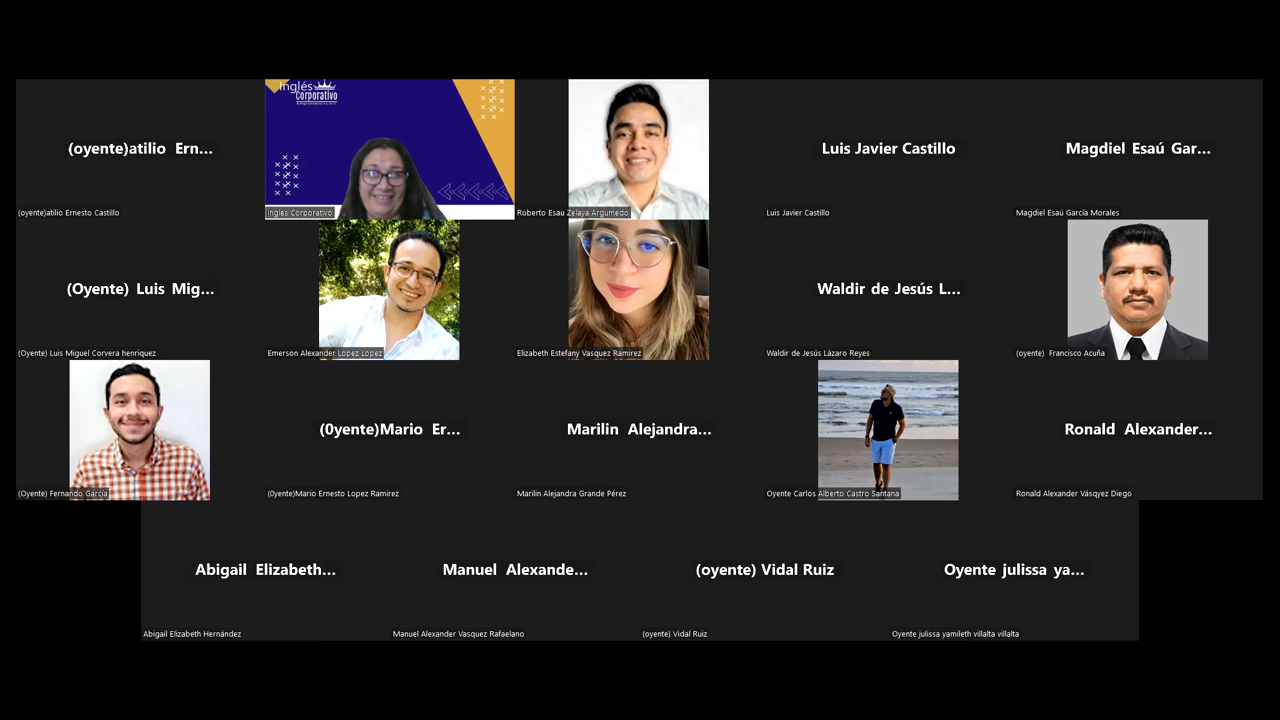 (oyente)atilio Ern...
(oyente)atilio Ernesto Castillo
Inglés
Corporativo
Ingles Corporativo
Roberto Esau Zelaya Argumedo
Luis Javier Castillo
Luis Javier Castillo
Magdiel Esaú Gar...
Magdiel Esaú García Morales
(Oyente) Luis Mig...
(Oyente) Luis Miguel Corvera henriquez
Emerson Alexander Lopez Lopez
Elizabeth Estefany Vasquez Ramirez
Waldir de Jesús L...
Waldir de Jesús Lázaro Reyes
(oyente) Francisco Acuña
(Oyente) Fernando García
(0yente)Mario Er...
(0yente)Mario Ernesto Lopez Ramirez
Marilin Alejandra...
Marilin Alejandra Grande Pérez
Oyente Carlos Alberto Castro Santana
Ronald Alexander...
Ronald Alexander Vásqyez Diego
Abigail Elizabeth...
Abigail Elizabeth Hernández
Manuel Alexande...
Manuel Alexander Vasquez Rafaelano
(oyente) Vidal Ruiz
(oyente) Vidal Ruiz
Oyente julissa ya...
Oyente julissa yamileth villalta villalta